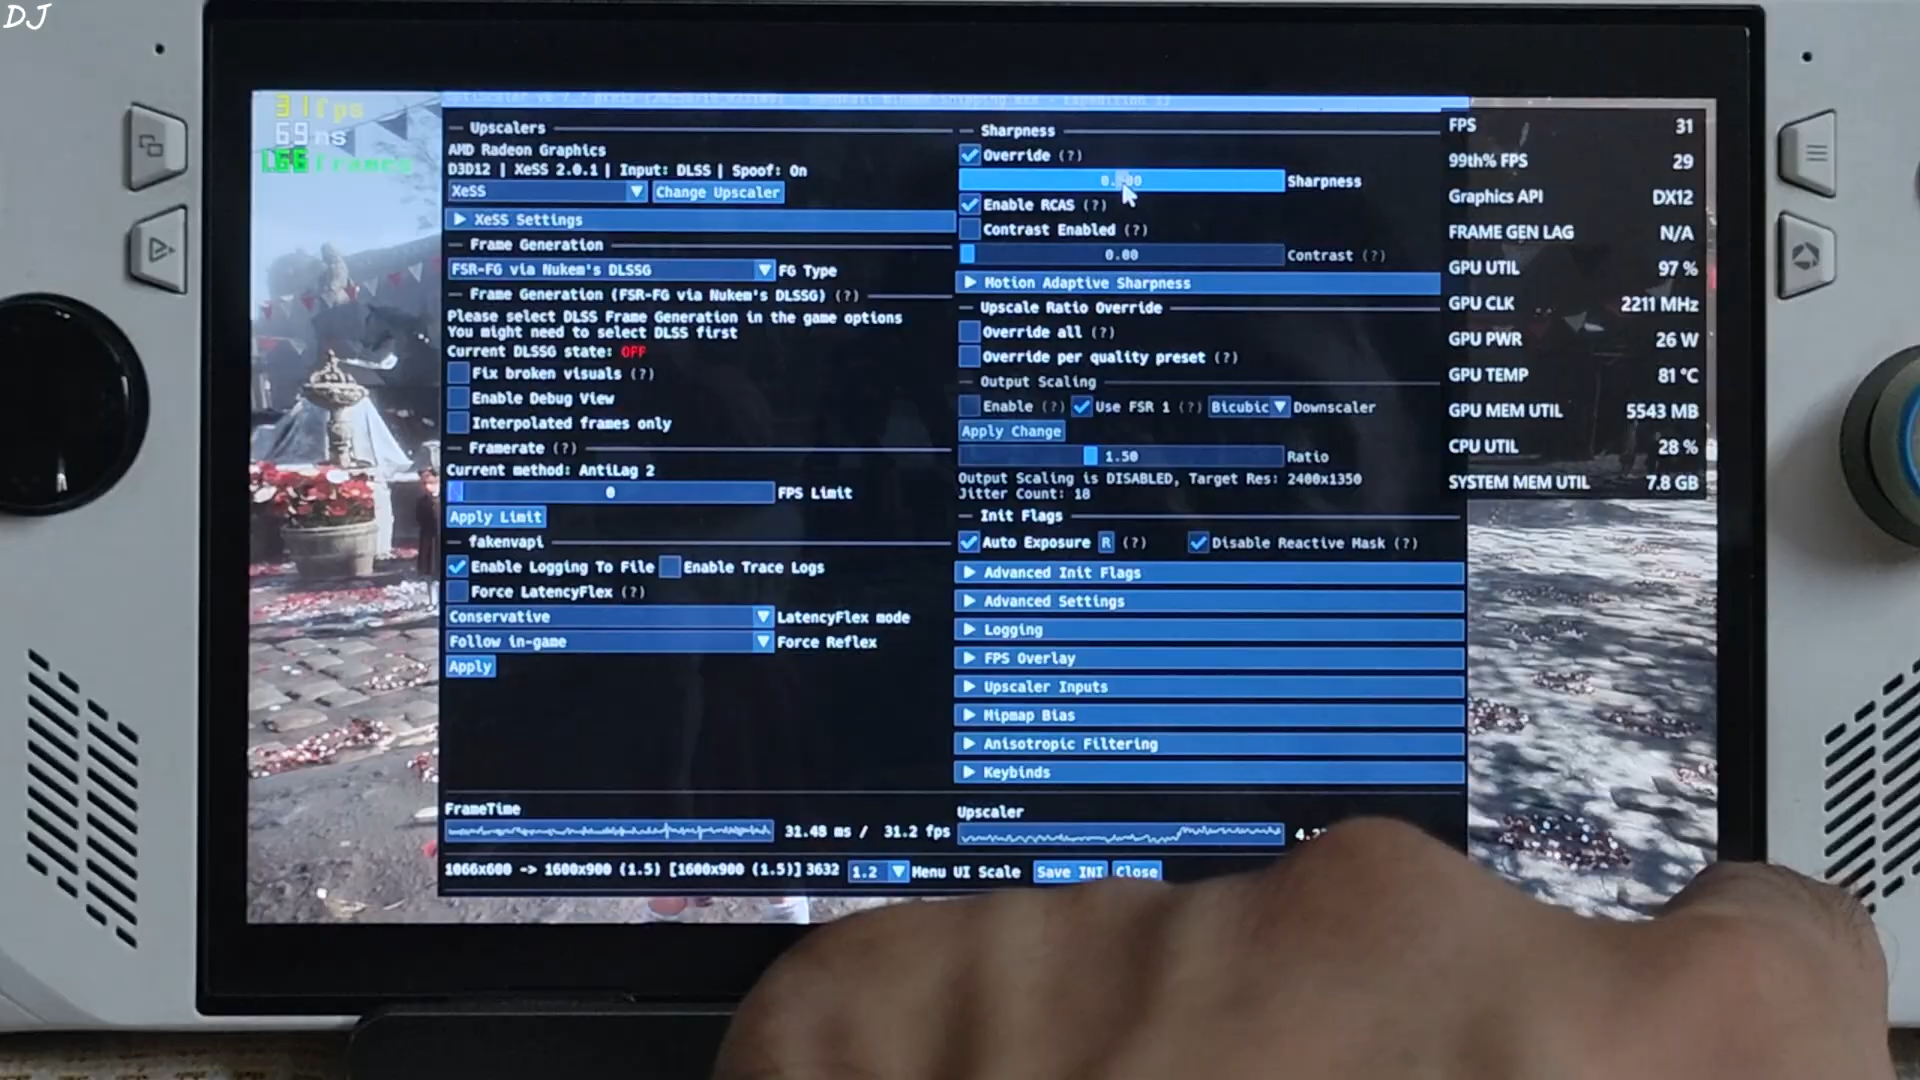 DJ
31fps
69ms
frames
Upscalers
AMD Radeon Graphics
D3D12 | XeSS 2.0.1 | Input: DLSS | Spoof: On
XeSS Change Upscaler
XeSS Settings
Frame Generation
FSR-FG via Nukem's DLSSG FG Type
Frame Generation (FSR-FG via Nukem's DLSSG) (?)
Please select DLSS Frame Generation in the game options
You might need to select DLSS first
Current DLSSG state: OFF
Fix broken visuals (?)
Enable Debug View
Interpolated frames only
Framerate (?)
Current method: AntiLag 2
0 FPS Limit
Apply Limit
fakenvapi
Enable Logging To File Enable Trace Logs
Force LatencyFlex (?)
Conservative LatencyFlex mode
Follow in-game Force Reflex
Apply
Sharpness
Override (?)
Sharpness
Enable RCAS (?)
Contrast Enabled (?)
0.00 Contrast (?)
Motion Adaptive Sharpness
Upscale Ratio Override
Override all (?)
Override per quality preset (?)
Output Scaling
Enable (?) Use FSR 1 (?) Bicubic Downscaler
Apply Change
1.50 Ratio
Output Scaling is DISABLED, Target Res: 2400x1350
Jitter Count: 18
Init Flags
Auto Exposure R (?) Disable Reactive Mask (?)
Advanced Init Flags
Advanced Settings
Logging
FPS Overlay
Upscaler Inputs
Mipmap Bias
Anisotropic Filtering
Keybinds
FrameTime
31.48 ms / 31.2 fps
Upscaler
1066x600 -> 1600x900 (1.5) [1600x900 (1.5)] 3632 1.2 Menu UI Scale Save INI Close
FPS 31
99th% FPS 29
Graphics API DX12
FRAME GEN LAG N/A
GPU UTIL 97 %
GPU CLK 2211 MHz
GPU PWR 26 W
GPU TEMP 81 °C
GPU MEM UTIL 5543 MB
CPU UTIL 28 %
SYSTEM MEM UTIL 7.8 GB